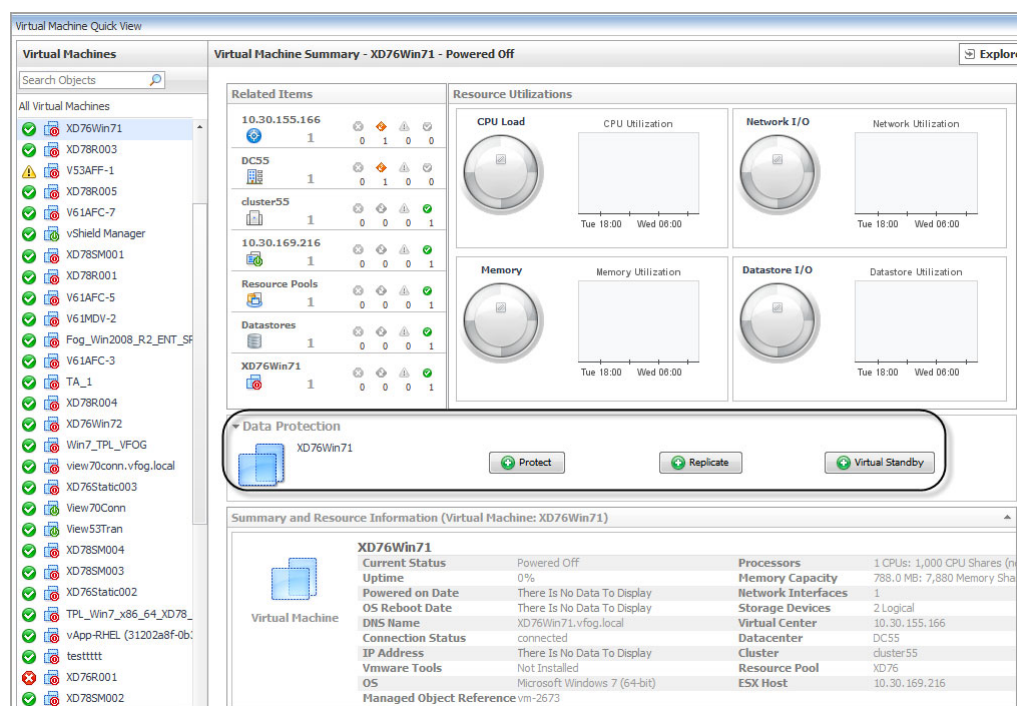 Virtual Machine Quick View
Virtual Machines
Search Objects
All Virtual Machines
XD76Win71
XD78R003
V53AFF-1
XD78R005
V61AFC-7
vShield Manager
XD78SM001
XD78R001
V61AFC-5
V61MDV-2
Fog_Win2008_R2_ENT_SF
V61AFC-3
TA_1
XD78R004
XD76Win72
Win7_TPL_VFOG
view70conn.vfog.local
XD76Static003
View70Conn
View53Tran
XD78SM004
XD78SM003
XD76Static002
TPL_Win7_x86_64_XD78_
vApp-RHEL (31202a8f-0b
testtttt
XD76R001
XD78SM002
Virtual Machine Summary - XD76Win71 - Powered Off
Explor
Related Items
10.30.155.166
1 0 1 0 0
DC55
1 0 1 0 0
cluster55
1 0 0 0 1
10.30.169.216
1 0 0 0 1
Resource Pools
1 0 0 0 1
Datastores
1 0 0 0 1
XD76Win71
1 0 0 0 1
Resource Utilizations
CPU Load
CPU Utilization
Tue 18:00 Wed 06:00
Network I/O
Network Utilization
Tue 18:00 Wed 06:00
Memory
Memory Utilization
Tue 18:00 Wed 06:00
Datastore I/O
Datastore Utilization
Tue 18:00 Wed 06:00
Data Protection
XD76Win71
Protect
Replicate
Virtual Standby
Summary and Resource Information (Virtual Machine: XD76Win71)
Virtual Machine
XD76Win71
Current Status Powered Off Processors 1 CPUs: 1,000 CPU Shares (n
Uptime 0% Memory Capacity 788.0 MB: 7,880 Memory Sha
Powered on Date There Is No Data To Display Network Interfaces 1
OS Reboot Date There Is No Data To Display Storage Devices 2 Logical
DNS Name XD76Win71.vfog.local Virtual Center 10.30.155.166
Connection Status connected Datacenter DC55
IP Address There Is No Data To Display Cluster cluster55
Vmware Tools Not Installed Resource Pool XD76
OS Microsoft Windows 7 (64-bit) ESX Host 10.30.169.216
Managed Object Reference vm-2673